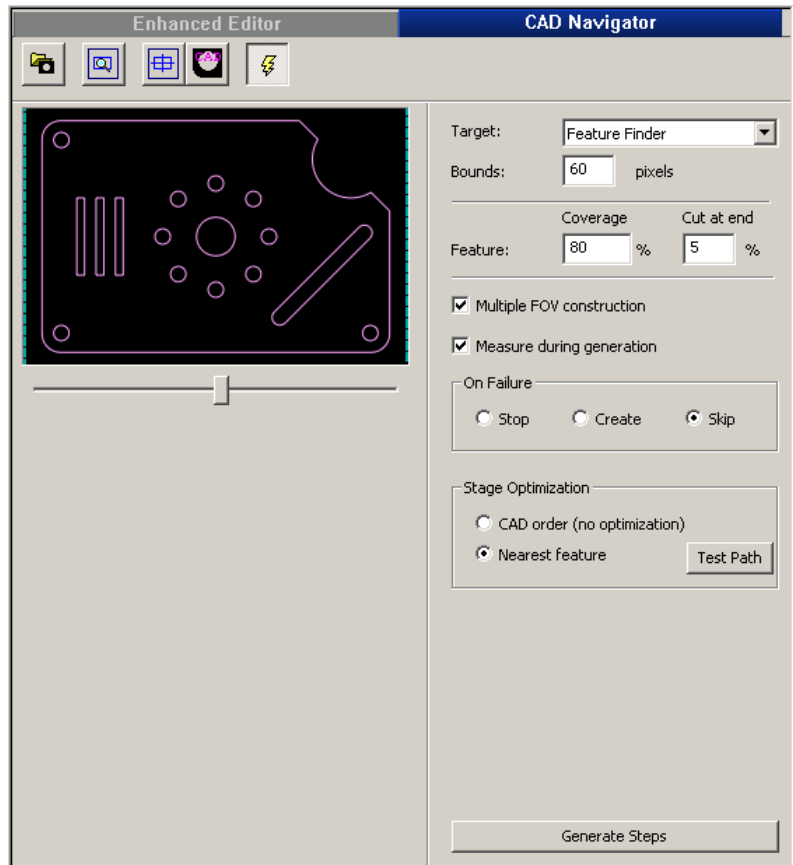 Enhanced Editor
CAD Navigator
CAD
Target: Feature Finder
Bounds: 60 pixels
Coverage Cut at end
Feature: 80 % 5 %
Multiple FOV construction
Measure during generation
On Failure
Stop Create Skip
Stage Optimization
CAD order (no optimization)
Nearest feature Test Path
Generate Steps